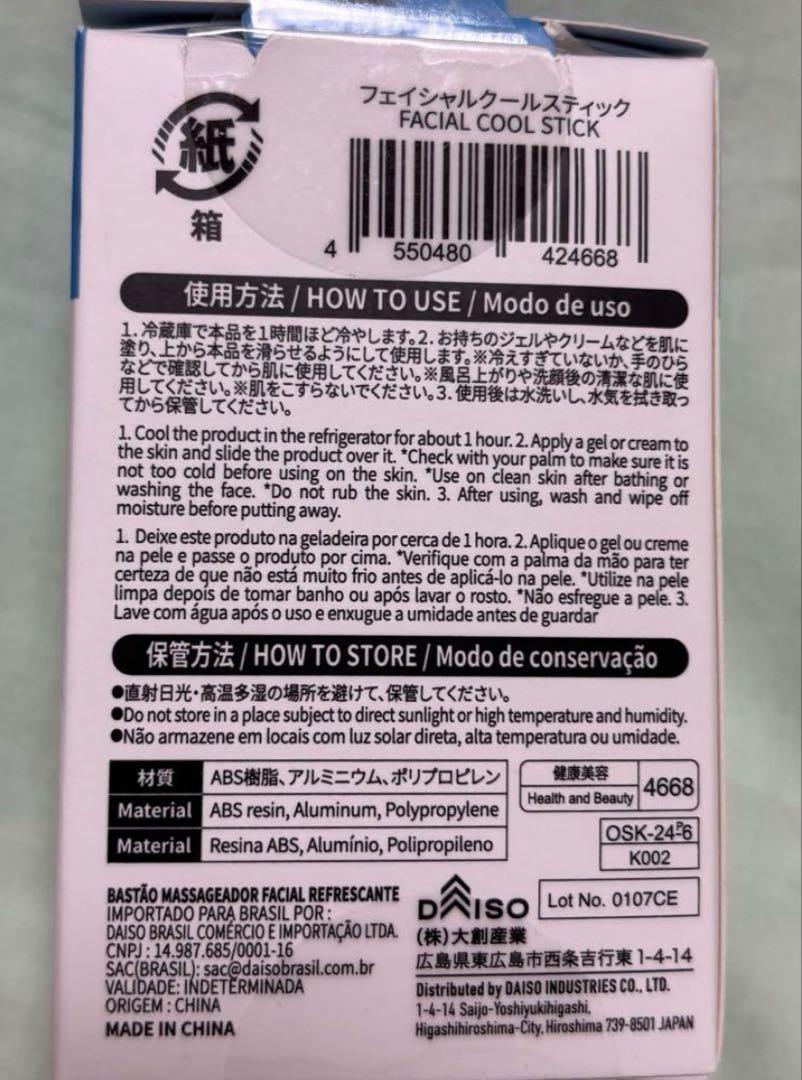 紙
箱
フェイシャルクールスティック
FACIAL COOL STICK
4 550480 424668
使用方法 / HOW TO USE / Modo de uso
1. 冷蔵庫で本品を1時間ほど冷やします。2. お持ちのジェルやクリームなどを肌に
塗り、上から本品を滑らせるようにして使用します。※冷えすぎていないか、手のひら
などで確認してから肌に使用してください。※風呂上がりや洗顔後の清潔な肌に使
用してください。※肌をこすらないでください。3. 使用後は水洗いし、水気を拭き取っ
てから保管してください。
1. Cool the product in the refrigerator for about 1 hour. 2. Apply a gel or cream to
the skin and slide the product over it. *Check with your palm to make sure it is
not too cold before using on the skin. *Use on clean skin after bathing or
washing the face. *Do not rub the skin. 3. After using, wash and wipe off
moisture before putting away.
1. Deixe este produto na geladeira por cerca de 1 hora. 2. Aplique o gel ou creme
na pele e passe o produto por cima. *Verifique com a palma da mão para ter
certeza de que não está muito frio antes de aplicá-lo na pele. *Utilize na pele
limpa depois de tomar banho ou após lavar o rosto. *Não esfregue a pele. 3.
Lave com água após o uso e enxugue a umidade antes de guardar
保管方法 / HOW TO STORE / Modo de conservação
●直射日光・高温多湿の場所を避けて、保管してください。
●Do not store in a place subject to direct sunlight or high temperature and humidity.
●Não armazene em locais com luz solar direta, alta temperatura ou umidade.
材質 ABS樹脂、アルミニウム、ポリプロピレン
Material ABS resin, Aluminum, Polypropylene
Material Resina ABS, Alumínio, Polipropileno
健康美容
Health and Beauty
4668
OSK-24-P6
K002
BASTÃO MASSAGEADOR FACIAL REFRESCANTE
IMPORTADO PARA BRASIL POR :
DAISO BRASIL COMÉRCIO E IMPORTAÇÃO LTDA.
CNPJ : 14.987.685/0001-16
SAC(BRASIL): sac@daisobrasil.com.br
VALIDADE: INDETERMINADA
ORIGEM : CHINA
MADE IN CHINA
DAISO
Lot No. 0107CE
(株)大創産業
広島県東広島市西条吉行東1-4-14
Distributed by DAISO INDUSTRIES CO., LTD.
1-4-14 Saijo-Yoshiyukihigashi,
Higashihiroshima-City, Hiroshima 739-8501 JAPAN